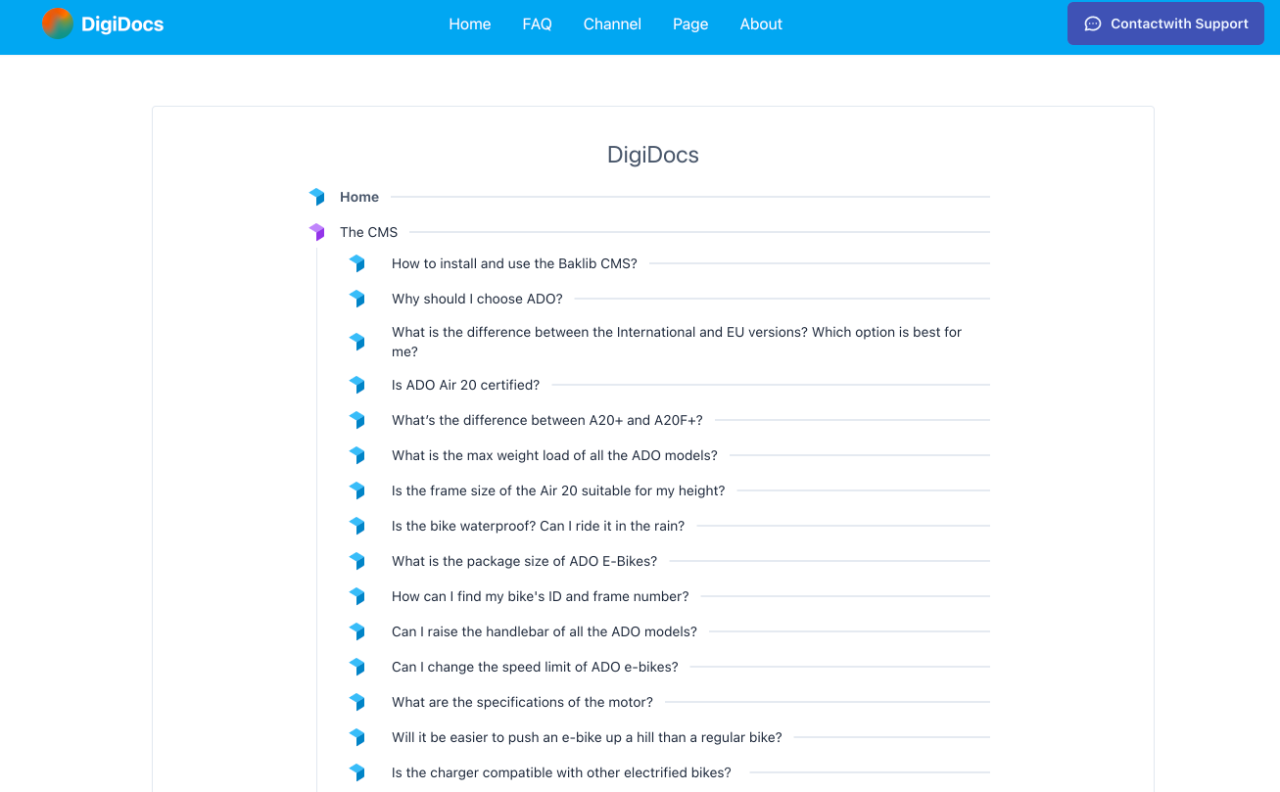 DigiDocs
Home
FAQ
Channel
Page
About
Contactwith Support
DigiDocs
Home
The CMS
How to install and use the Baklib CMS?
Why should I choose ADO?
What is the difference between the International and EU versions? Which option is best for
me?
Is ADO Air 20 certified?
What’s the difference between A20+ and A20F+?
What is the max weight load of all the ADO models?
Is the frame size of the Air 20 suitable for my height?
Is the bike waterproof? Can I ride it in the rain?
What is the package size of ADO E-Bikes?
How can I find my bike's ID and frame number?
Can I raise the handlebar of all the ADO models?
Can I change the speed limit of ADO e-bikes?
What are the specifications of the motor?
Will it be easier to push an e-bike up a hill than a regular bike?
Is the charger compatible with other electrified bikes?